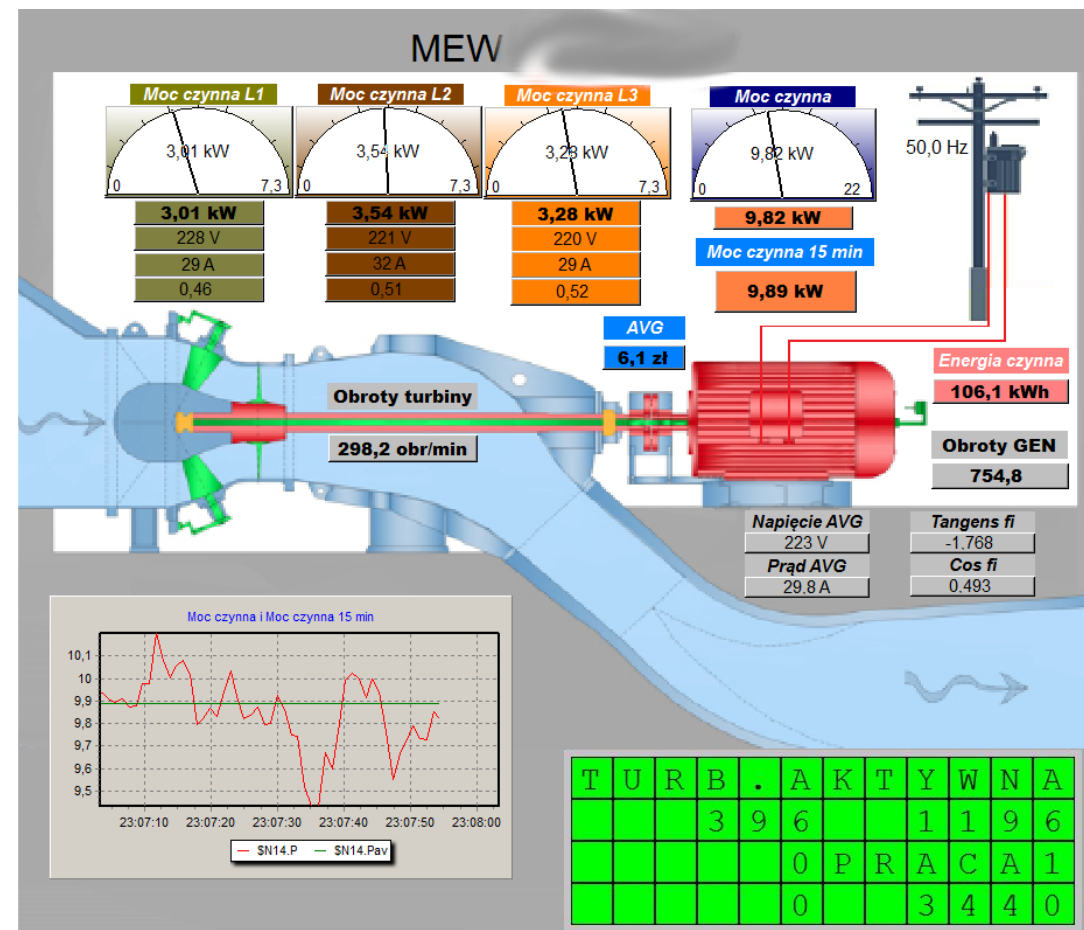 MEW
Moc czynna L1
Moc czynna L2
Moc czynna L3
Moc czynna
3,01 kW
0
7,3
3,54 kW
0
7,3
3,28 kW
0
7,3
9,82 kW
0
22
50,0 Hz
3,01 kW
3,54 kW
3,28 kW
9,82 kW
228 V
221 V
220 V
Moc czynna 15 min
29 A
32 A
29 A
9,89 kW
0,46
0,51
0,52
AVG
6,1 zł
Energia czynna
106,1 kWh
Obroty turbiny
298,2 obr/min
Obroty GEN
754,8
Napięcie AVG
223 V
Tangens fi
-1.768
Prąd AVG
29.8 A
Cos fi
0.493
Moc czynna i Moc czynna 15 min
10,1
10
9,9
9,8
9,7
9,6
9,5
23:07:10 23:07:20 23:07:30 23:07:40 23:07:50 23:08:00
$N14.P $N14.Pav
TURB.AKTYWNA
396 1196
0PRACA1
0 3440